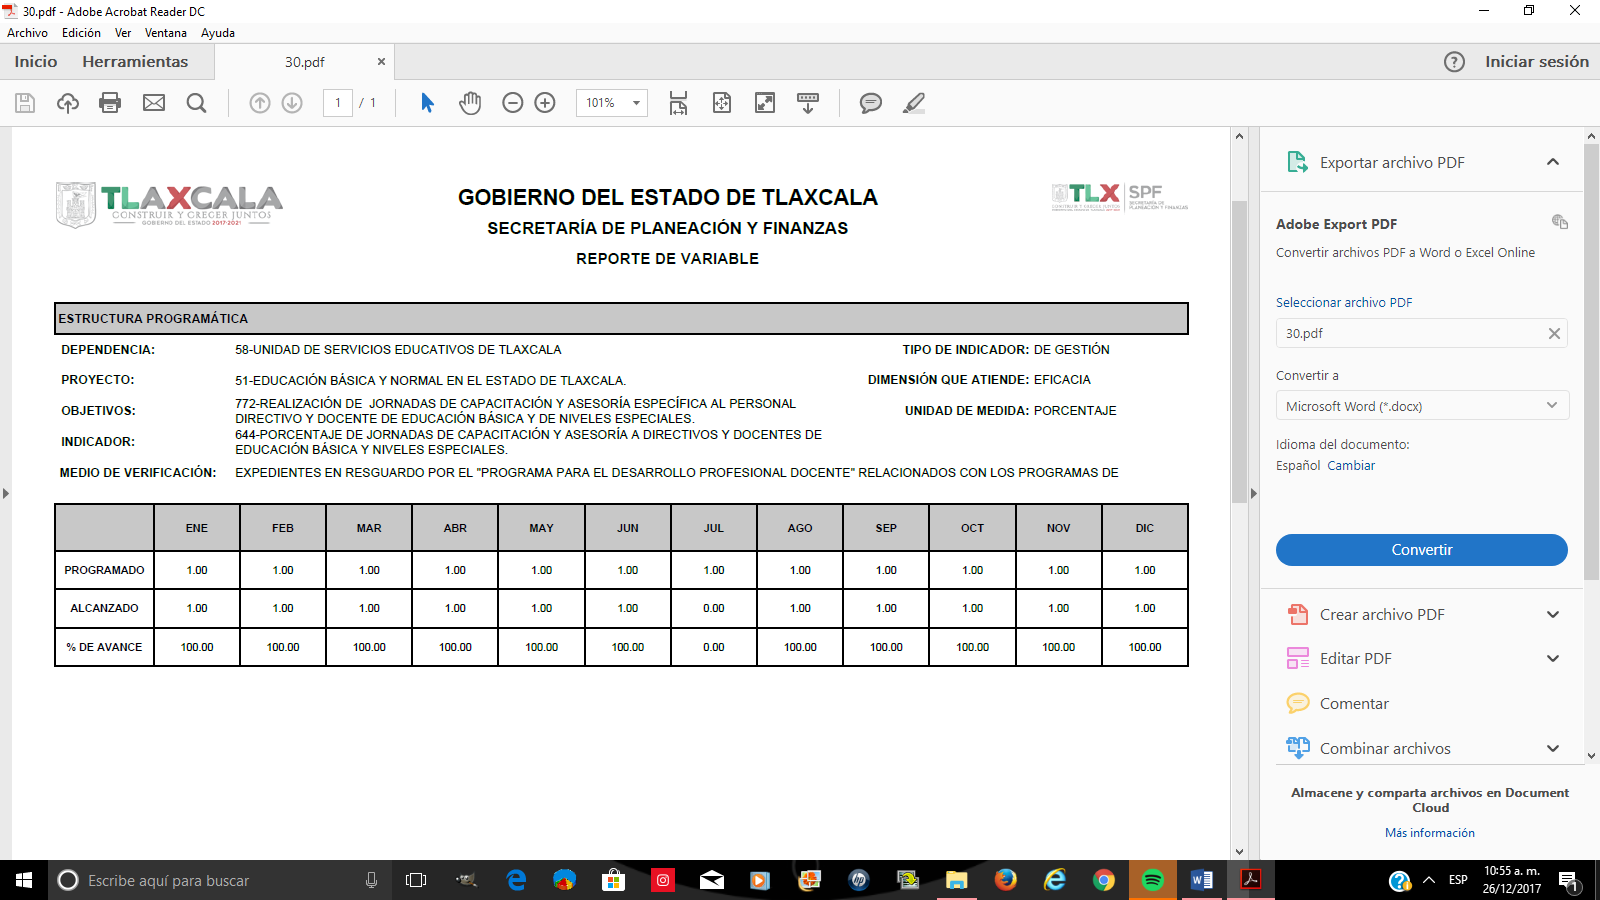 30.pdf - Adobe Acrobat Reader DC
Archivo Edición Ver Ventana Ayuda
Inicio Herramientas 30.pdf × ? Iniciar sesión
1 / 1 101%
TLAXCALA
CONSTRUIR Y CRECER JUNTOS
GOBIERNO DEL ESTADO 2017-2021
GOBIERNO DEL ESTADO DE TLAXCALA
SECRETARÍA DE PLANEACIÓN Y FINANZAS
REPORTE DE VARIABLE
TLX SPF
SECRETARÍA DE PLANEACIÓN Y FINANZAS
CONSTRUIR Y CRECER JUNTOS
ESTRUCTURA PROGRAMÁTICA
DEPENDENCIA: 58-UNIDAD DE SERVICIOS EDUCATIVOS DE TLAXCALA TIPO DE INDICADOR: DE GESTIÓN
PROYECTO: 51-EDUCACIÓN BÁSICA Y NORMAL EN EL ESTADO DE TLAXCALA. DIMENSIÓN QUE ATIENDE: EFICACIA
OBJETIVOS: 772-REALIZACIÓN DE JORNADAS DE CAPACITACIÓN Y ASESORÍA ESPECÍFICA AL PERSONAL
DIRECTIVO Y DOCENTE DE EDUCACIÓN BÁSICA Y DE NIVELES ESPECIALES. UNIDAD DE MEDIDA: PORCENTAJE
INDICADOR: 644-PORCENTAJE DE JORNADAS DE CAPACITACIÓN Y ASESORÍA A DIRECTIVOS Y DOCENTES DE
EDUCACIÓN BÁSICA Y NIVELES ESPECIALES.
MEDIO DE VERIFICACIÓN: EXPEDIENTES EN RESGUARDO POR EL "PROGRAMA PARA EL DESARROLLO PROFESIONAL DOCENTE" RELACIONADOS CON LOS PROGRAMAS DE
ENE FEB MAR ABR MAY JUN JUL AGO SEP OCT NOV DIC
PROGRAMADO 1.00 1.00 1.00 1.00 1.00 1.00 1.00 1.00 1.00 1.00 1.00 1.00
ALCANZADO 1.00 1.00 1.00 1.00 1.00 1.00 0.00 1.00 1.00 1.00 1.00 1.00
% DE AVANCE 100.00 100.00 100.00 100.00 100.00 100.00 0.00 100.00 100.00 100.00 100.00 100.00
Exportar archivo PDF
Adobe Export PDF
Convertir archivos PDF a Word o Excel Online
Seleccionar archivo PDF
30.pdf
Convertir a
Microsoft Word (*.docx)
Idioma del documento:
Español Cambiar
Convertir
Crear archivo PDF
Editar PDF
Comentar
Combinar archivos
Almacene y comparta archivos en Document
Cloud
Más información
Escribe aquí para buscar
ESP
10:55 a. m.
26/12/2017
1